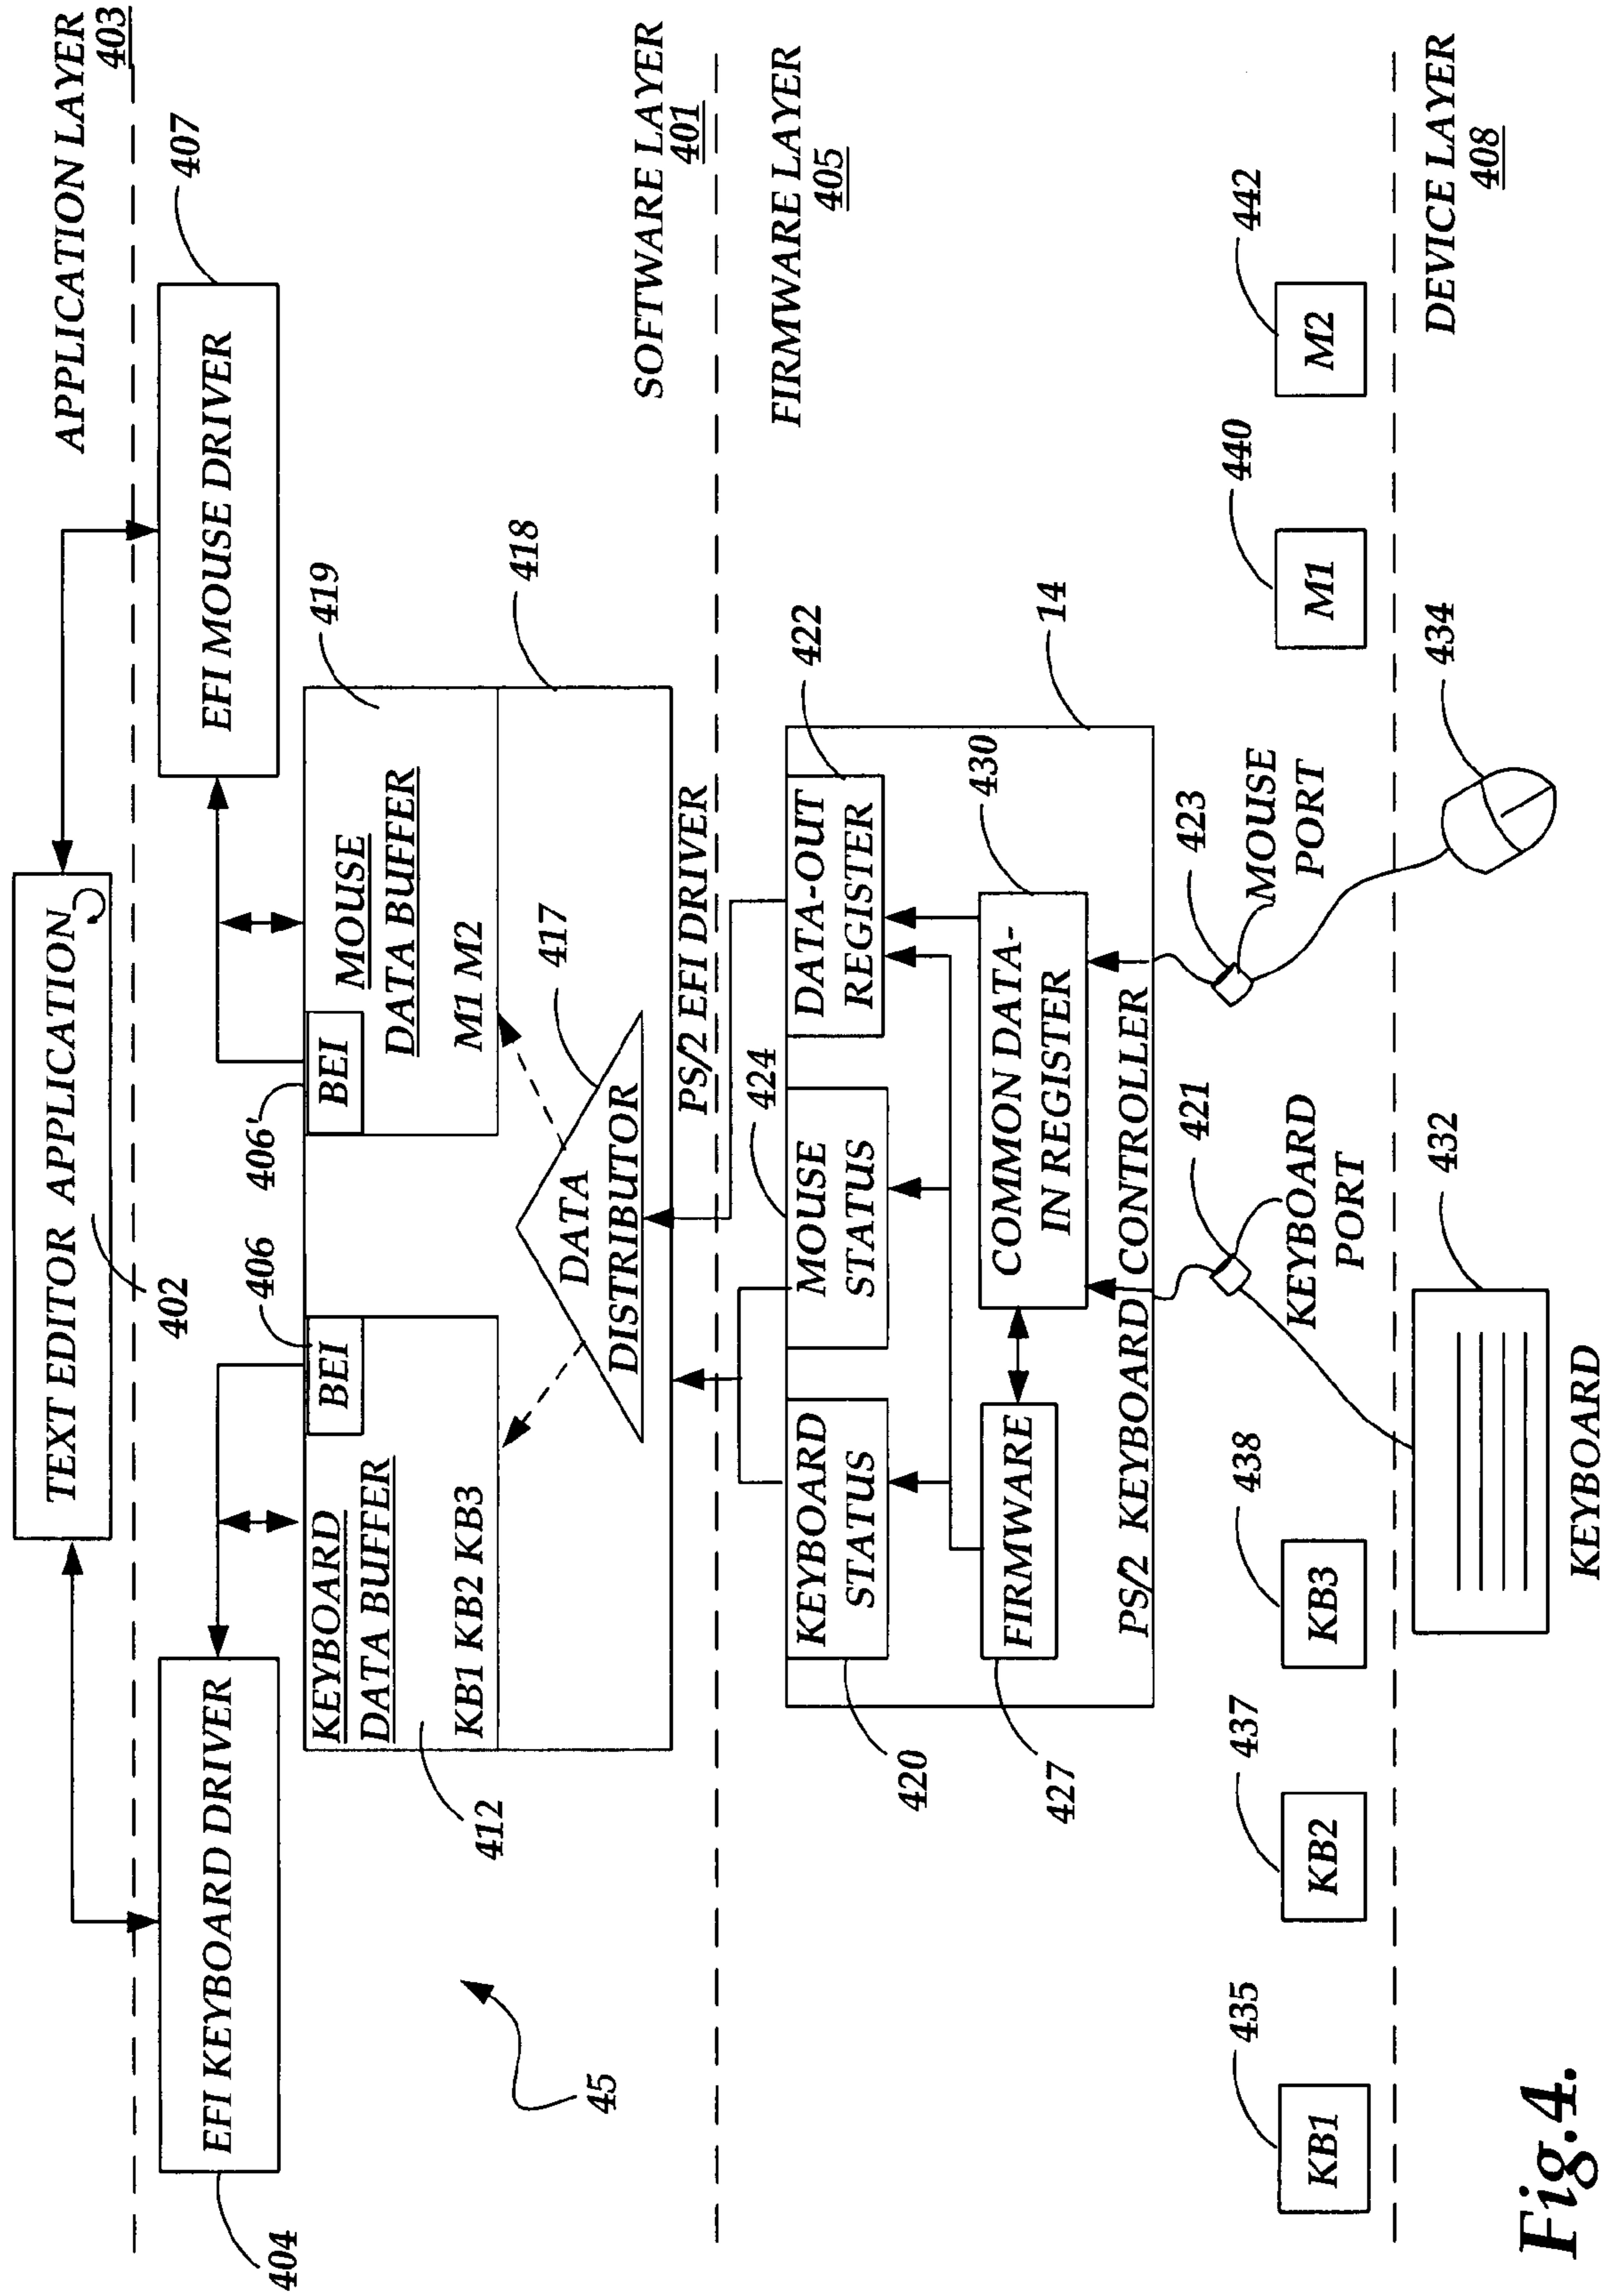 APPLICATION LAYER
403
TEXT EDITOR APPLICATION
402
EFI KEYBOARD DRIVER
404
EFI MOUSE DRIVER
407
KEYBOARD
DATA BUFFER
KB1 KB2 KB3
412
BEI
406
BEI
406'
MOUSE
DATA BUFFER
M1 M2
419
418
DATA
DISTRIBUTOR
417
PS/2 EFI DRIVER
45
SOFTWARE LAYER
401
FIRMWARE LAYER
405
KEYBOARD
STATUS
420
MOUSE
STATUS
424
DATA-OUT
REGISTER
422
14
FIRMWARE
427
COMMON DATA-
IN REGISTER
430
PS/2 KEYBOARD CONTROLLER
421
KEYBOARD
PORT
423
MOUSE
PORT
KB1
435
KB2
437
KB3
438
M1
440
M2
442
DEVICE LAYER
408
432
KEYBOARD
434
Fig.4.